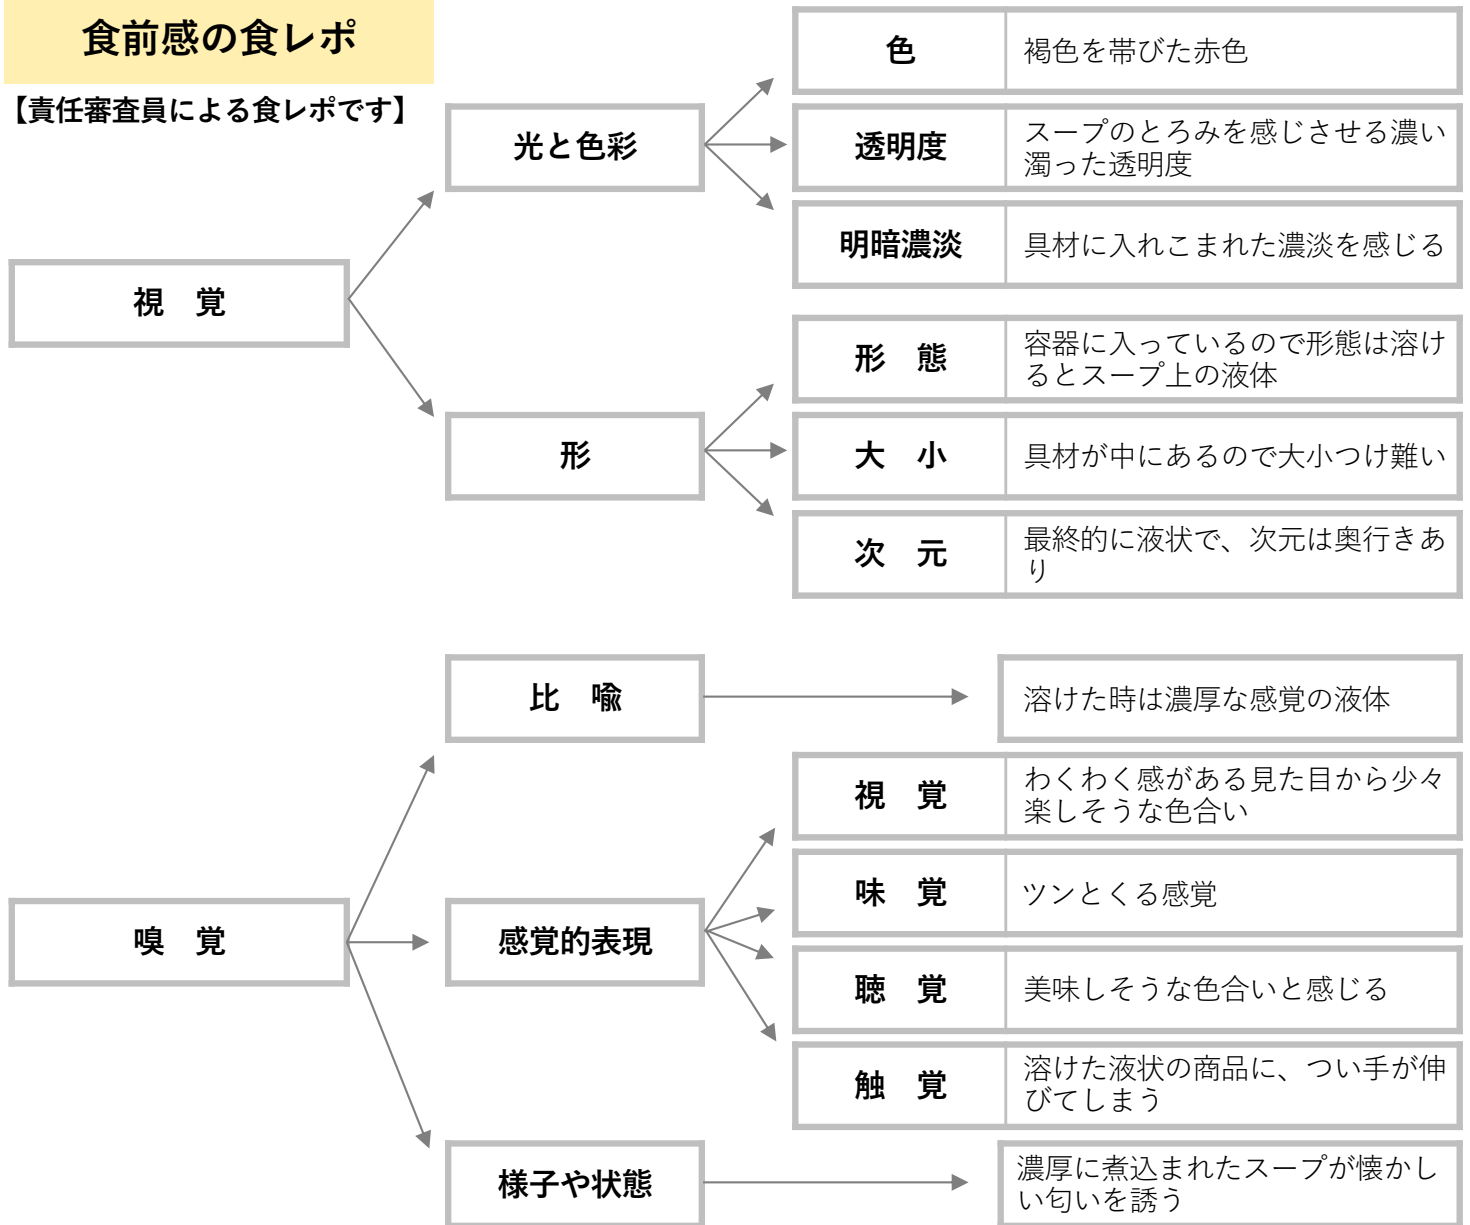 食前感の食レポ
【責任審査員による食レポです】
視　覚
光と色彩
色
褐色を帯びた赤色
透明度
スープのとろみを感じさせる濃い
濁った透明度
明暗濃淡
具材に入れこまれた濃淡を感じる
形
形　態
容器に入っているので形態は溶け
るとスープ上の液体
大　小
具材が中にあるので大小つけ難い
次　元
最終的に液状で、次元は奥行きあ
り
嗅　覚
比　喩
溶けた時は濃厚な感覚の液体
感覚的表現
視　覚
わくわく感がある見た目から少々
楽しそうな色合い
味　覚
ツンとくる感覚
聴　覚
美味しそうな色合いと感じる
触　覚
溶けた液状の商品に、つい手が伸
びてしまう
様子や状態
濃厚に煮込まれたスープが懐かし
い匂いを誘う